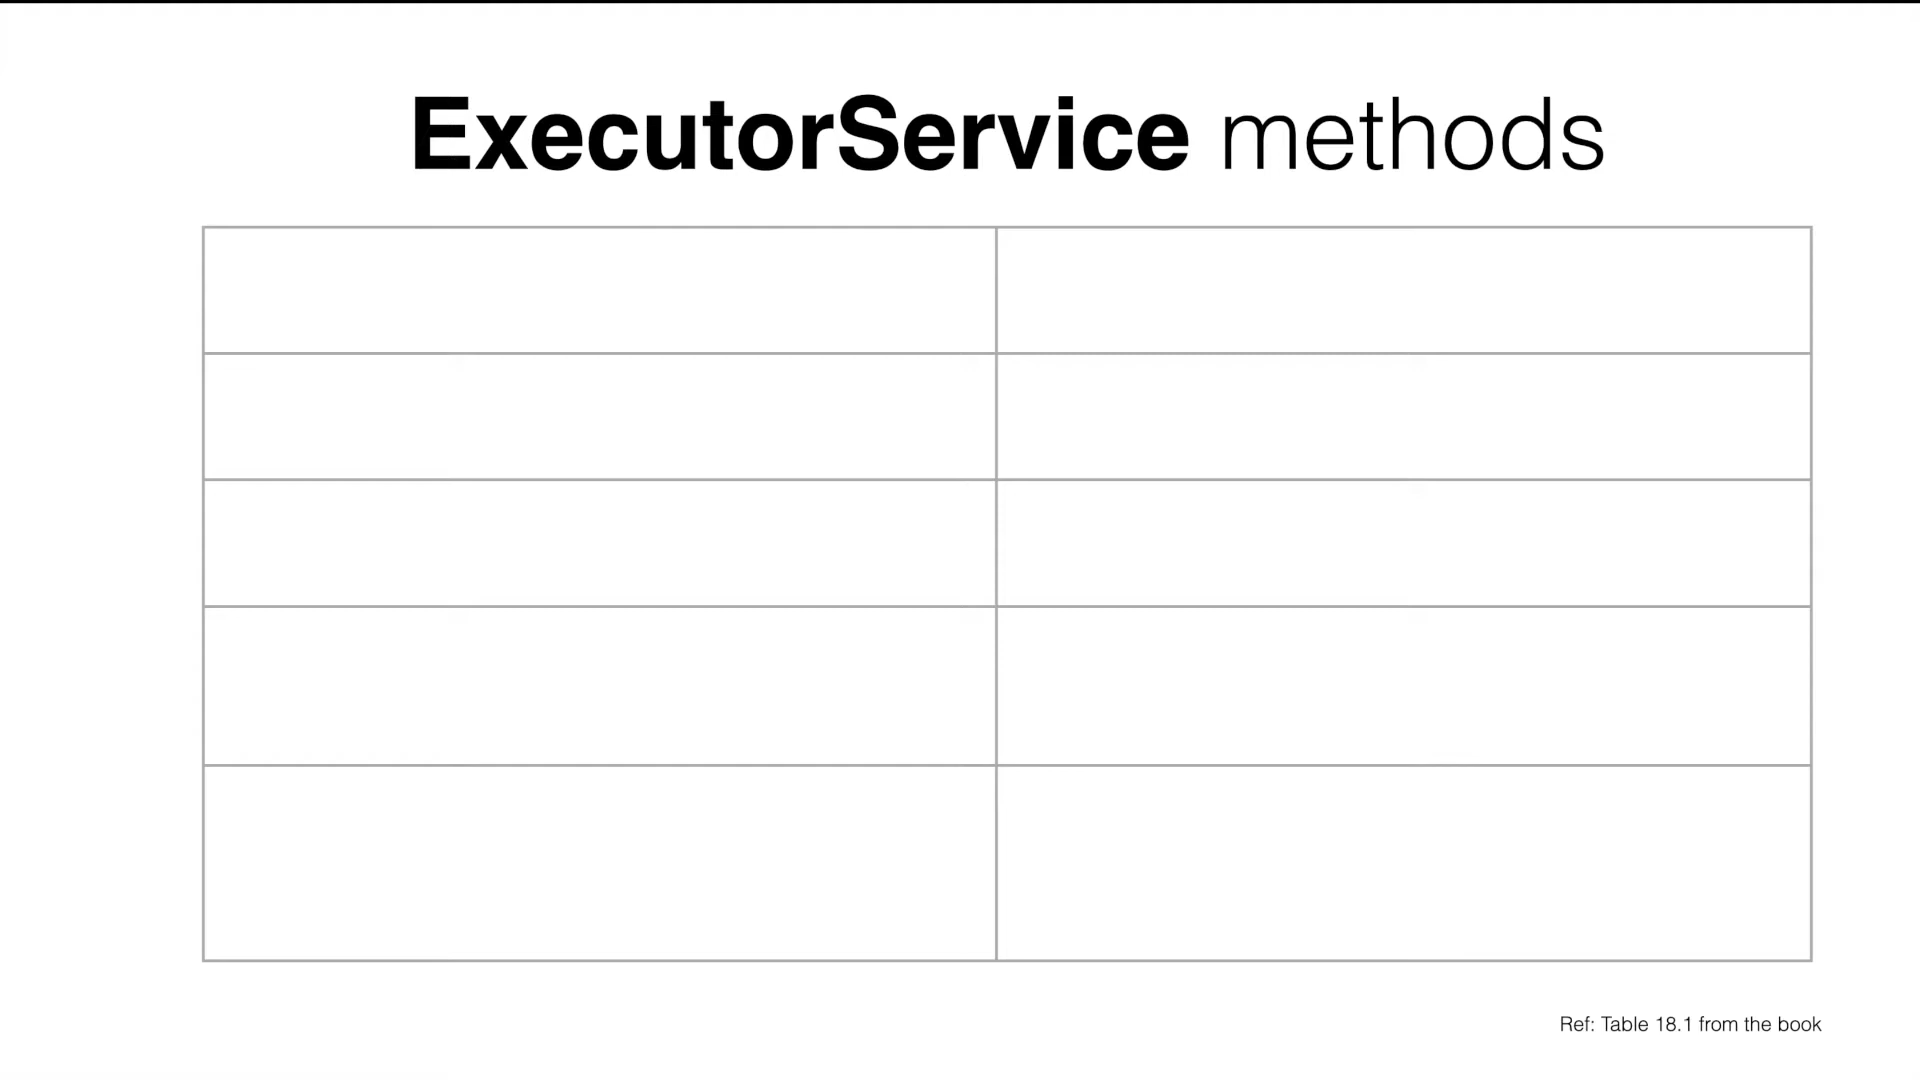 ExecutorService methods
Ref: Table 18.1 from the book